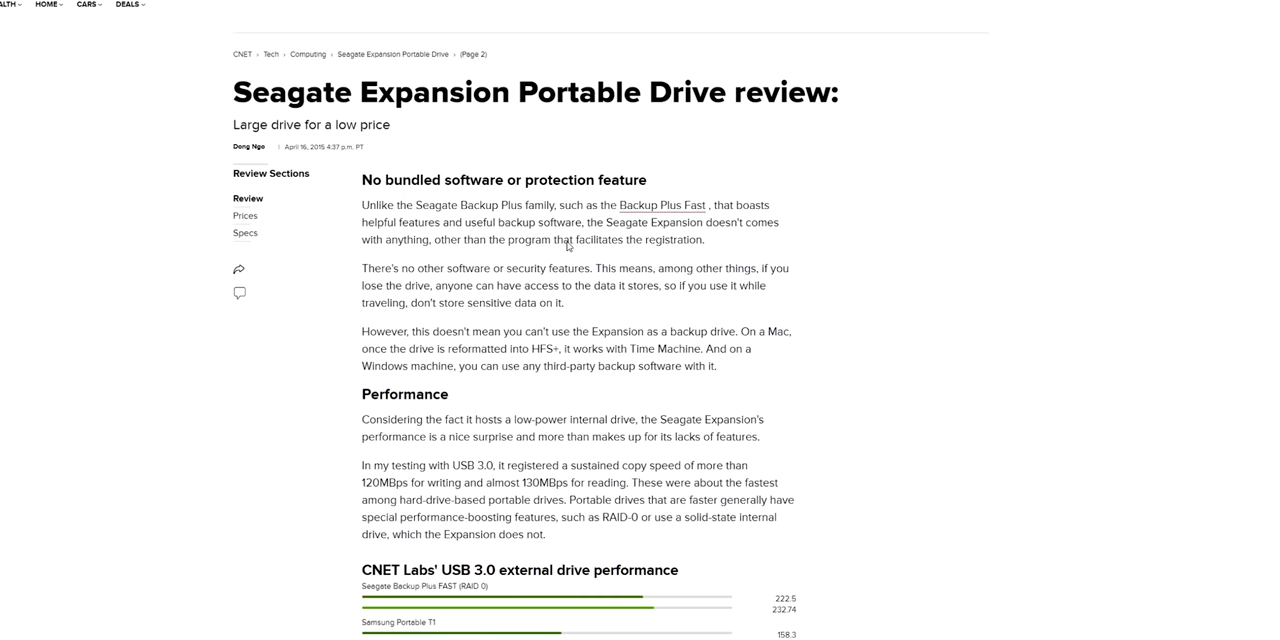 ALTH HOME CARS DEALS
CNET › Tech › Computing › Seagate Expansion Portable Drive › (Page 2)
Seagate Expansion Portable Drive review:
Large drive for a low price
Dong Ngo | April 16, 2015 4:37 p.m. PT
Review Sections
Review
Prices
Specs
No bundled software or protection feature
Unlike the Seagate Backup Plus family, such as the Backup Plus Fast , that boasts
helpful features and useful backup software, the Seagate Expansion doesn't comes
with anything, other than the program that facilitates the registration.
There's no other software or security features. This means, among other things, if you
lose the drive, anyone can have access to the data it stores, so if you use it while
traveling, don't store sensitive data on it.
However, this doesn't mean you can't use the Expansion as a backup drive. On a Mac,
once the drive is reformatted into HFS+, it works with Time Machine. And on a
Windows machine, you can use any third-party backup software with it.
Performance
Considering the fact it hosts a low-power internal drive, the Seagate Expansion's
performance is a nice surprise and more than makes up for its lacks of features.
In my testing with USB 3.0, it registered a sustained copy speed of more than
120MBps for writing and almost 130MBps for reading. These were about the fastest
among hard-drive-based portable drives. Portable drives that are faster generally have
special performance-boosting features, such as RAID-0 or use a solid-state internal
drive, which the Expansion does not.
CNET Labs' USB 3.0 external drive performance
Seagate Backup Plus FAST (RAID 0)
222.5
232.74
Samsung Portable T1
158.3